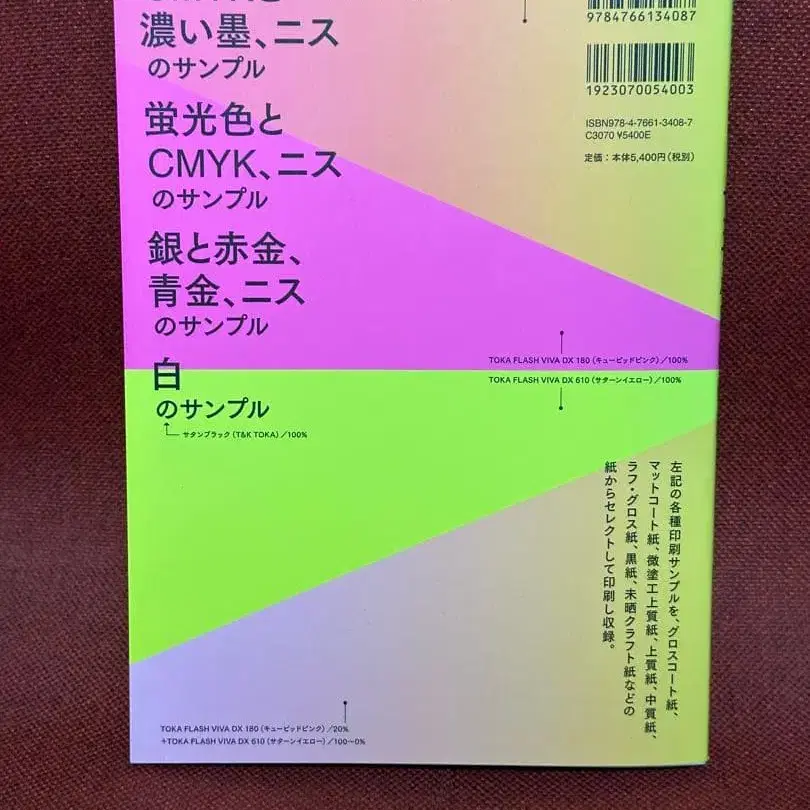 濃い墨、ニス
のサンプル
蛍光色と
CMYK、ニス
のサンプル
銀と赤金、
青金、ニス
のサンプル
白
のサンプル
サタンブラック（T&K TOKA）／100%
9784766134087
1923070054003
ISBN978-4-7661-3408-7
C3070 ¥5400E
定価：本体5,400円（税別）
TOKA FLASH VIVA DX 180（キューピッドピンク）／100%
TOKA FLASH VIVA DX 610（サターンイエロー）／100%
左記の各種印刷サンプルを、グロスコート紙、
マットコート紙、微塗工上質紙、上質紙、中質紙、
ラフ・グロス紙、黒紙、未晒クラフト紙などの
紙からセレクトして印刷し収録。
TOKA FLASH VIVA DX 180（キューピッドピンク）／20%
＋TOKA FLASH VIVA DX 610（サターンイエロー）／100〜0%